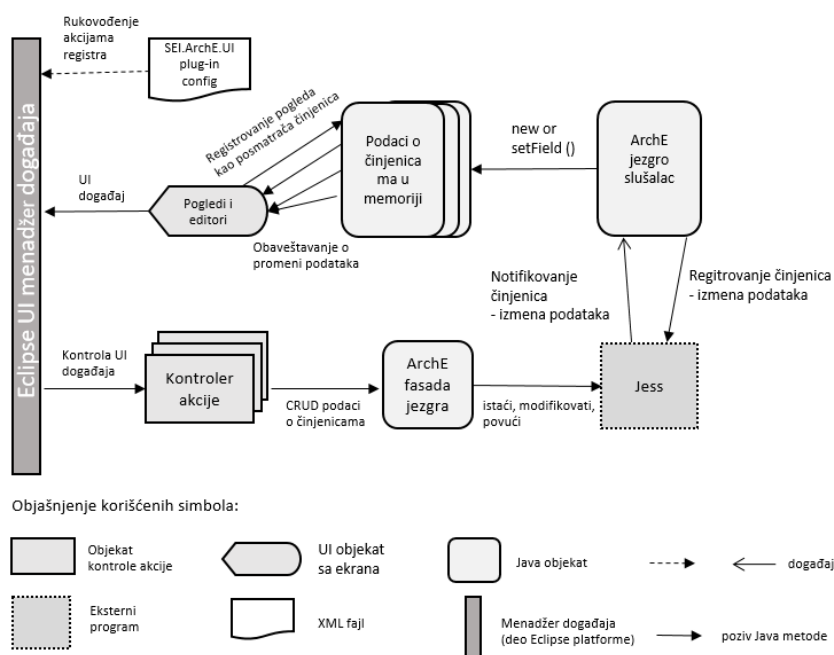 Rukovođenje
akcijama
registra
SEI.ArchE.UI
plug-in
config
Eclipse UI menadžer događaja
Registrovanje pogleda
kao posmatrača činjenica
Podaci o
činjenica
ma u
memoriji
new or
setField ()
ArchE
jezgro
slušalac
UI
događaj
Pogledi i
editori
Obaveštavanje o
promeni podataka
Notifikovanje
činjenica
- izmena podataka
Regitrovanje činjenica
- izmena podataka
Kontrola UI
događaja
Kontroler
akcije
CRUD podaci
o činjenicama
ArchE
fasada
jezgra
istaći, modifikovati,
povući
Jess
Objašnjenje korišćenih simbola:
Objekat
kontrole akcije
UI objekat
sa ekrana
Java objekat
događaj
Eksterni
program
XML fajl
Menadžer događaja
(deo Eclipse platforme)
poziv Java metode